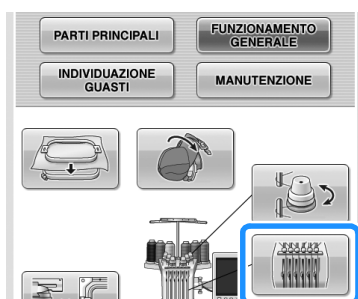 PARTI PRINCIPALI
FUNZIONAMENTO
GENERALE
INDIVIDUAZIONE
GUASTI
MANUTENZIONE